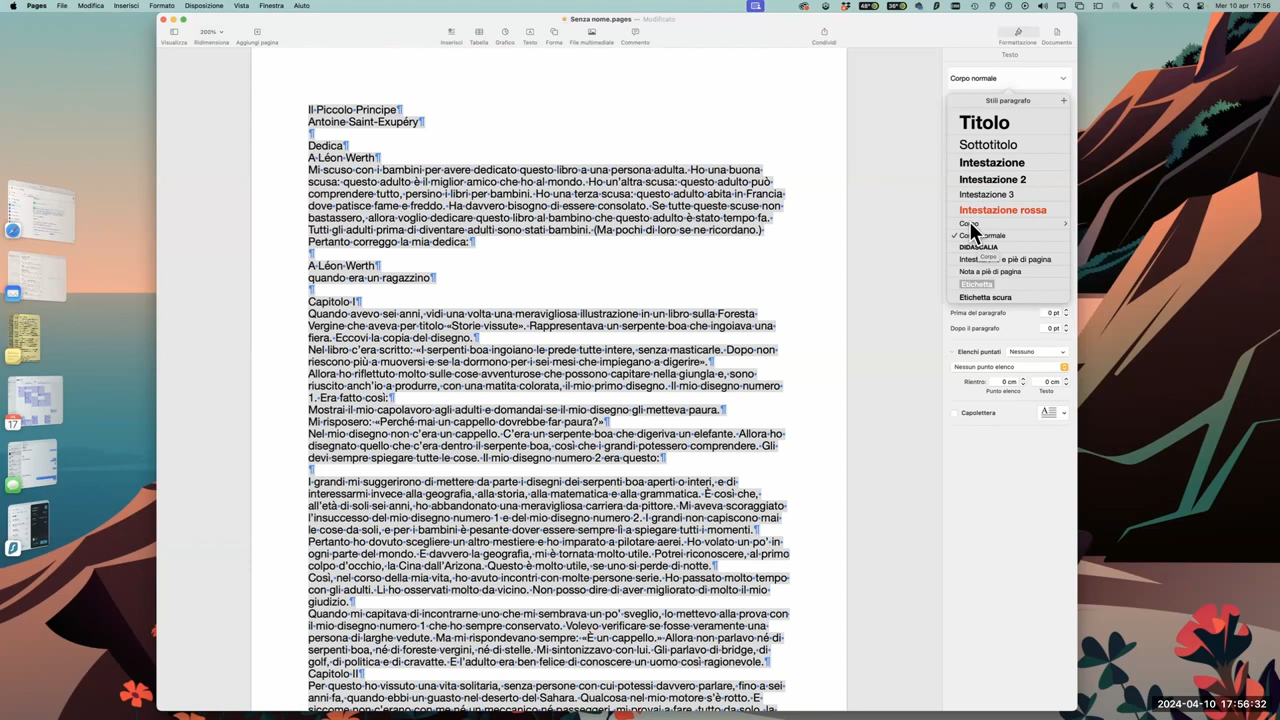 Pages File Modifica Inserisci Formato Disposizione Vista Finestra Aiuto
48° 36° Mer 10 apr 17:56
Senza nome.pages — Modificato
200%
Visualizza Ridimensiona Aggiungi pagina Inserisci Tabella Grafico Testo Forma File multimediale Commento Condividi Formattazione Documento
Testo
Corpo normale
Stili paragrafo
Titolo
Sottotitolo
Intestazione
Intestazione 2
Intestazione 3
Intestazione rossa
DIDASCALIA
Corpo
e piè di pagina
Nota a piè di pagina
Etichetta
Etichetta scura
Prima del paragrafo 0 pt
Dopo il paragrafo 0 pt
Elenchi puntati Nessuno
Nessun punto elenco
Rientro: 0 cm 0 cm
Punto elenco Testo
Capolettera
17
Il·Piccolo·Principe¶
Antoine·Saint-Exupéry¶
¶
Dedica¶
A·Léon·Werth¶
Mi·scuso·con·i·bambini·per·avere·dedicato·questo·libro·a·una·persona·adulta.·Ho·una·buona·
scusa:·questo·adulto·è·il·miglior·amico·che·ho·al·mondo.·Ho·un'altra·scusa:·questo·adulto·può·
comprendere·tutto,·persino·i·libri·per·bambini.·Ho·una·terza·scusa:·questo·adulto·abita·in·Francia·
dove·patisce·fame·e·freddo.·Ha·davvero·bisogno·di·essere·consolato.·Se·tutte·queste·scuse·non·
bastassero,·allora·voglio·dedicare·questo·libro·al·bambino·che·questo·adulto·è·stato·tempo·fa.·
Tutti·gli·adulti·prima·di·diventarlo·sono·stati·bambini.·(Ma·pochi·di·loro·se·ne·ricordano.)·
Pertanto·correggo·la·mia·dedica:¶
¶
A·Léon·Werth¶
quando·era·un·ragazzino¶
¶
Capitolo·I¶
Quando·avevo·sei·anni,·vidi·una·volta·una·meravigliosa·illustrazione·in·un·libro·sulla·Foresta·
Vergine·che·aveva·per·titolo·«Storie·vissute».·Rappresentava·un·serpente·boa·che·ingoiava·una·
fiera.·Eccovi·la·copia·del·disegno.¶
Nel·libro·c'era·scritto:·«I·serpenti·boa·ingoiano·le·prede·tutte·intere,·senza·masticarle.·Dopo·non·
riescono·più·a·muoversi·e·se·la·dormono·per·i·sei·mesi·che·impiegano·a·digerire».¶
Allora·ho·riflettuto·molto·sulle·cose·avventurose·che·possono·capitare·nella·giungla·e,·sono·
riuscito·anch'io·a·produrre,·con·una·matita·colorata,·il·mio·primo·disegno.·Il·mio·disegno·numero·
1.·Era·fatto·così:¶
Mostrai·il·mio·capolavoro·agli·adulti·e·domandai·se·il·mio·disegno·gli·metteva·paura.¶
Mi·risposero:·«Perché·mai·un·cappello·dovrebbe·far·paura?»¶
Nel·mio·disegno·non·c'era·un·cappello.·C'era·un·serpente·boa·che·digeriva·un·elefante.·Allora·ho·
disegnato·quello·che·c'era·dentro·il·serpente·boa,·così·che·i·grandi·potessero·comprendere.·Gli·
devi·sempre·spiegare·tutte·le·cose.·Il·mio·disegno·numero·2·era·questo:¶
¶
I·grandi·mi·suggerirono·di·mettere·da·parte·i·disegni·dei·serpenti·boa·aperti·o·interi,·e·di·
interessarmi·invece·alla·geografia,·alla·storia,·alla·matematica·e·alla·grammatica.·È·così·che,·
all'età·di·soli·sei·anni,·ho·abbandonato·una·meravigliosa·carriera·da·pittore.·Mi·aveva·scoraggiato·
l'insuccesso·del·mio·disegno·numero·1·e·del·mio·disegno·numero·2.·I·grandi·non·capiscono·mai·
le·cose·da·soli,·e·per·i·bambini·è·pesante·dover·essere·sempre·lì·a·spiegare·tutti·i·momenti.¶
Pertanto·ho·dovuto·scegliere·un·altro·mestiere·e·ho·imparato·a·pilotare·aerei.·Ho·volato·un·po'·in·
ogni·parte·del·mondo.·E·davvero·la·geografia,·mi·è·tornata·molto·utile.·Potrei·riconoscere,·al·primo·
colpo·d'occhio,·la·Cina·dall'Arizona.·Questo·è·molto·utile,·se·uno·si·perde·di·notte.¶
Così,·nel·corso·della·mia·vita,·ho·avuto·incontri·con·molte·persone·serie.·Ho·passato·molto·tempo·
con·gli·adulti.·Li·ho·osservati·molto·da·vicino.·Non·posso·dire·di·aver·migliorato·di·molto·il·mio·
giudizio.¶
Quando·mi·capitava·di·incontrarne·uno·che·mi·sembrava·un·po'·sveglio,·lo·mettevo·alla·prova·con·
il·mio·disegno·numero·1·che·ho·sempre·conservato.·Volevo·verificare·se·fosse·veramente·una·
persona·di·larghe·vedute.·Ma·mi·rispondevano·sempre:·«È·un·cappello.»·Allora·non·parlavo·né·di·
serpenti·boa,·né·di·foreste·vergini,·né·di·stelle.·Mi·sintonizzavo·con·lui.·Gli·parlavo·di·bridge,·di·
golf,·di·politica·e·di·cravatte.·E·l'adulto·era·ben·felice·di·conoscere·un·uomo·così·ragionevole.¶
Capitolo·II¶
Per·questo·ho·vissuto·una·vita·solitaria,·senza·persone·con·cui·potessi·davvero·parlare,·fino·a·sei·
anni·fa,·quando·ebbi·un·guasto·nel·deserto·del·Sahara.·Qualcosa·nel·mio·motore·s'è·rotto.·E·
2024-04-10 17:56:32